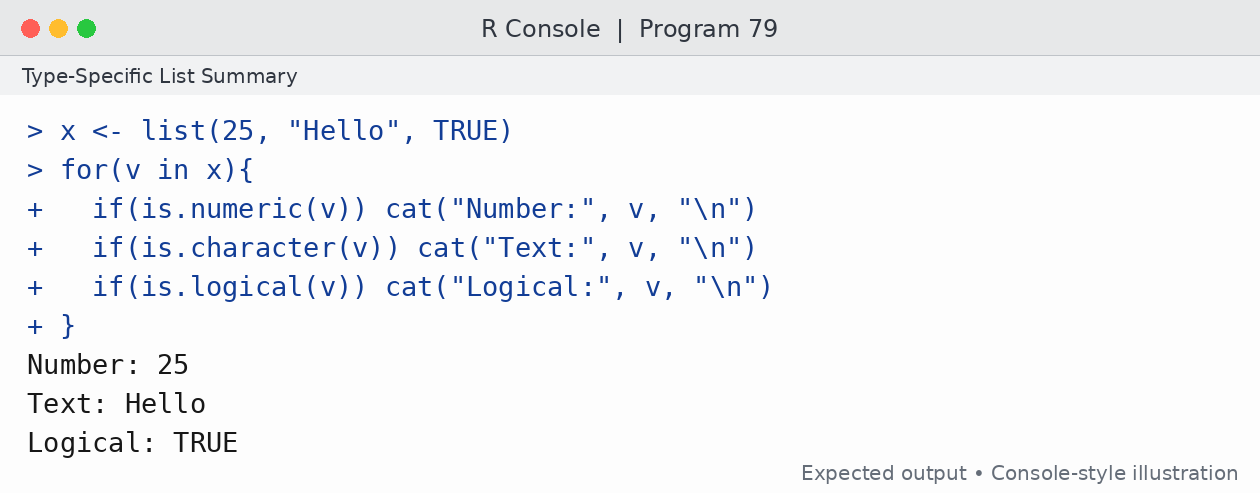 R Console | Program 79
Type-Specific List Summary
> x <- list(25, "Hello", TRUE)
> for(v in x){
+   if(is.numeric(v)) cat("Number:", v, "\n")
+   if(is.character(v)) cat("Text:", v, "\n")
+   if(is.logical(v)) cat("Logical:", v, "\n")
+ }
Number: 25
Text: Hello
Logical: TRUE
Expected output • Console-style illustration